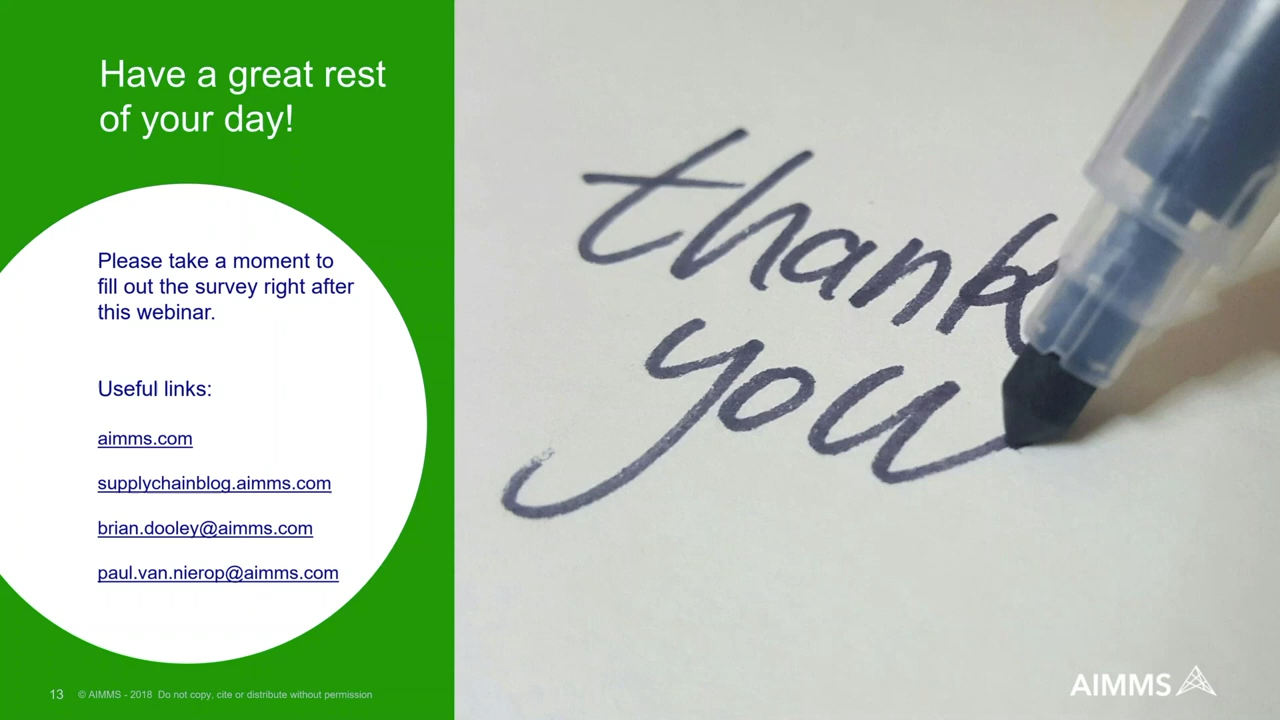 Have a great rest
of your day!
Please take a moment to
fill out the survey right after
this webinar.
Useful links:
aimms.com
supplychainblog.aimms.com
brian.dooley@aimms.com
paul.van.nierop@aimms.com
13 © AIMMS - 2018 Do not copy, cite or distribute without permission
thank
you
AIMMS